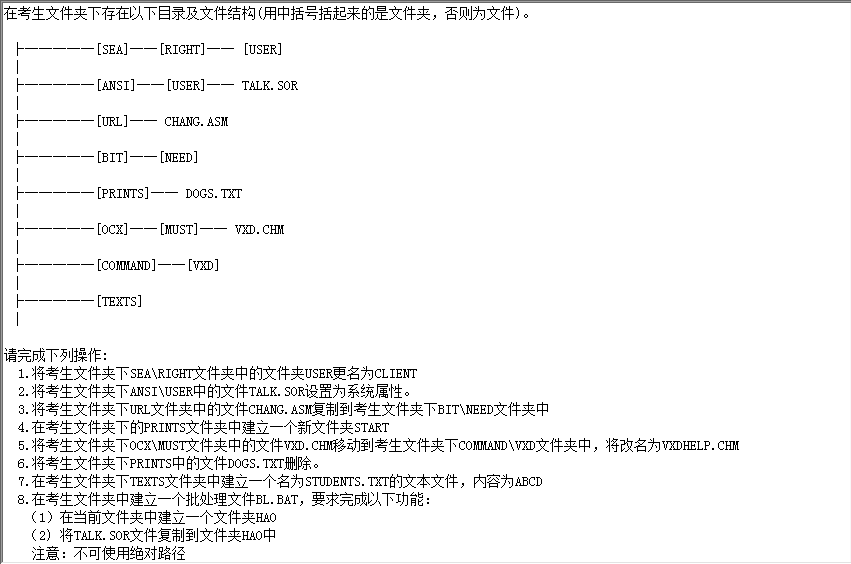 在考生文件夹下存在以下目录及文件结构(用中括号括起来的是文件夹，否则为文件)。
├—————[SEA]——[RIGHT]—— [USER]
│
├—————[ANSI]——[USER]—— TALK.SOR
│
├—————[URL]—— CHANG.ASM
│
├—————[BIT]——[NEED]
│
├—————[PRINTS]—— DOGS.TXT
│
├—————[OCX]——[MUST]—— VXD.CHM
│
├—————[COMMAND]——[VXD]
│
├—————[TEXTS]
│
请完成下列操作:
1.将考生文件夹下SEA\RIGHT文件夹中的文件夹USER更名为CLIENT
2.将考生文件夹下ANSI\USER中的文件TALK.SOR设置为系统属性。
3.将考生文件夹下URL文件夹中的文件CHANG.ASM复制到考生文件夹下BIT\NEED文件夹中
4.在考生文件夹下的PRINTS文件夹中建立一个新文件夹START
5.将考生文件夹下OCX\MUST文件夹中的文件VXD.CHM移动到考生文件夹下COMMAND\VXD文件夹中，将改名为VXDHELP.CHM
6.将考生文件夹下PRINTS中的文件DOGS.TXT删除。
7.在考生文件夹下TEXTS文件夹中建立一个名为STUDENTS.TXT的文本文件，内容为ABCD
8.在考生文件夹中建立一个批处理文件BL.BAT，要求完成以下功能：
（1）在当前文件夹中建立一个文件夹HAO
（2）将TALK.SOR文件复制到文件夹HAO中
注意：不可使用绝对路径